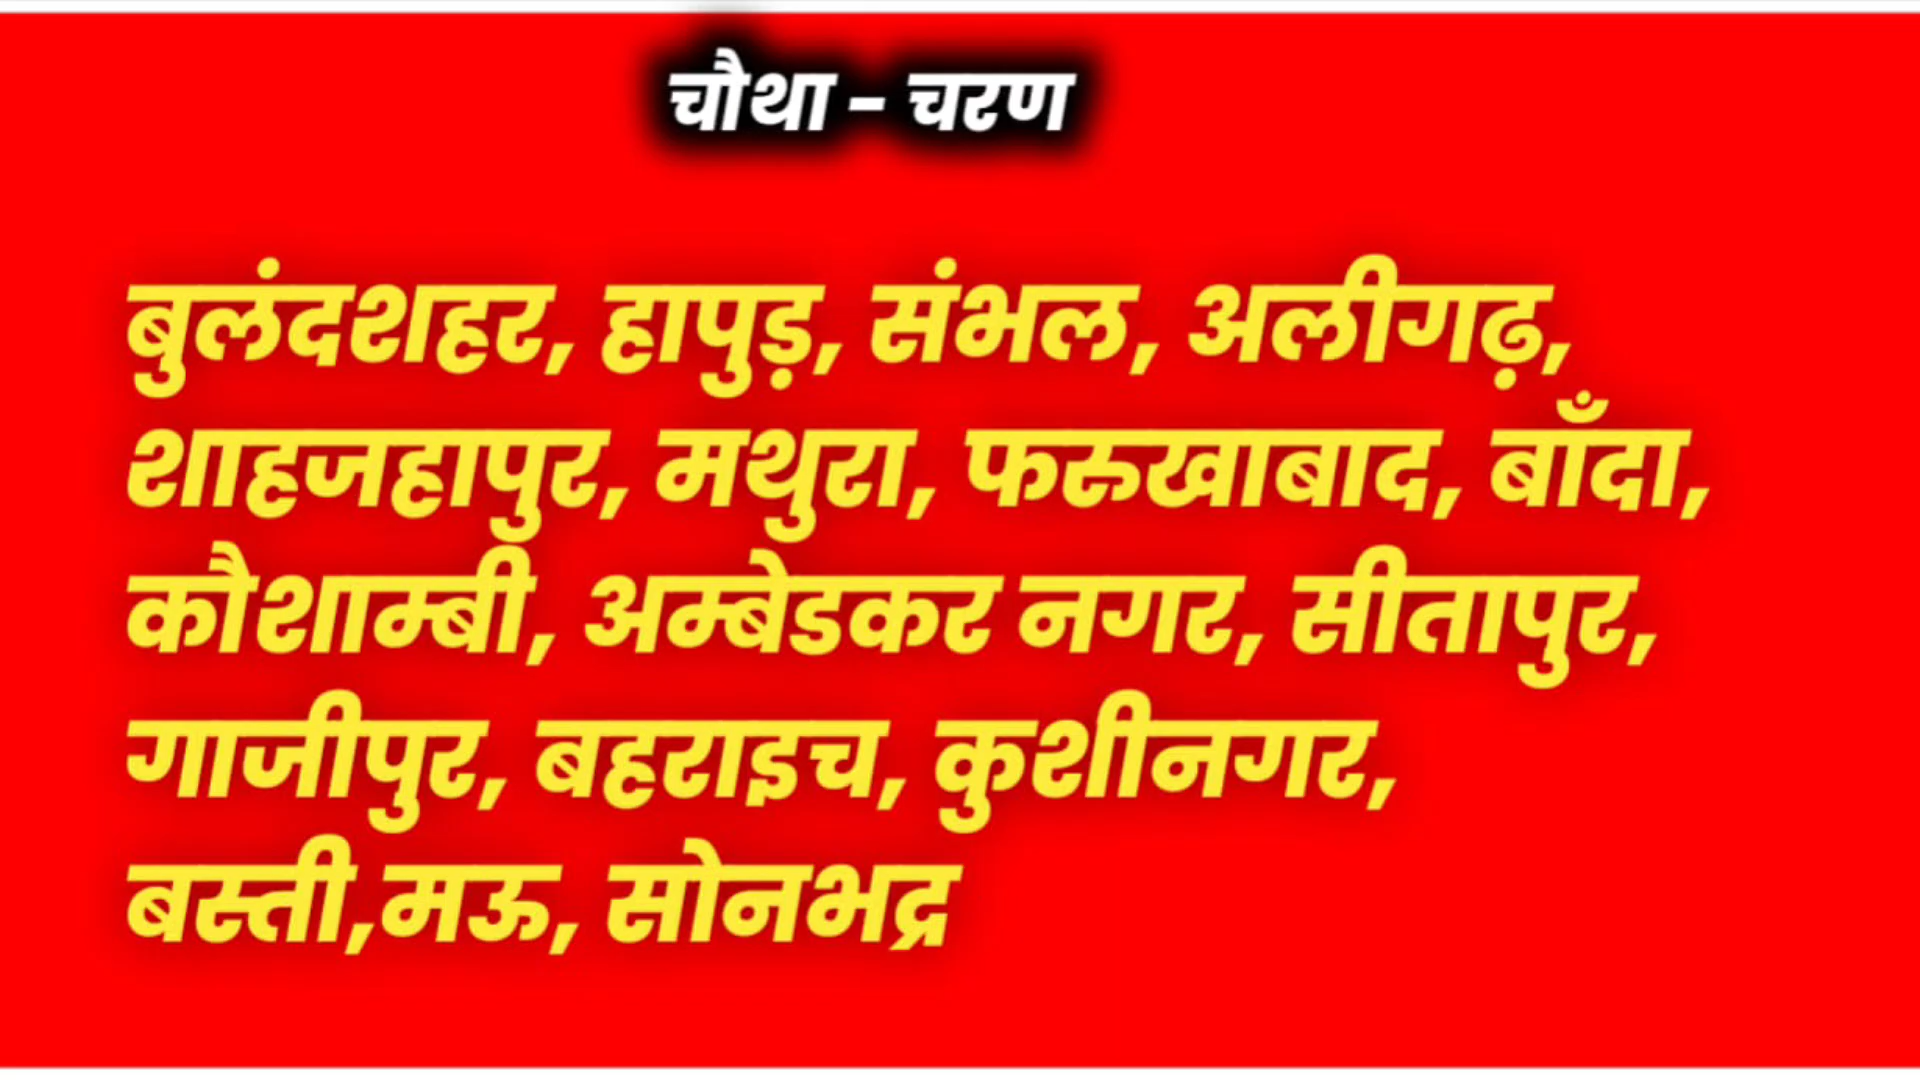 चौथा - चरण
बुलंदशहर, हापुड़, संभल, अलीगढ़,
शाहजहापुर, मथुरा, फरुखाबाद, बाँदा,
कौशाम्बी, अम्बेडकर नगर, सीतापुर,
गाजीपुर, बहराइच, कुशीनगर,
बस्ती,मऊ, सोनभद्र